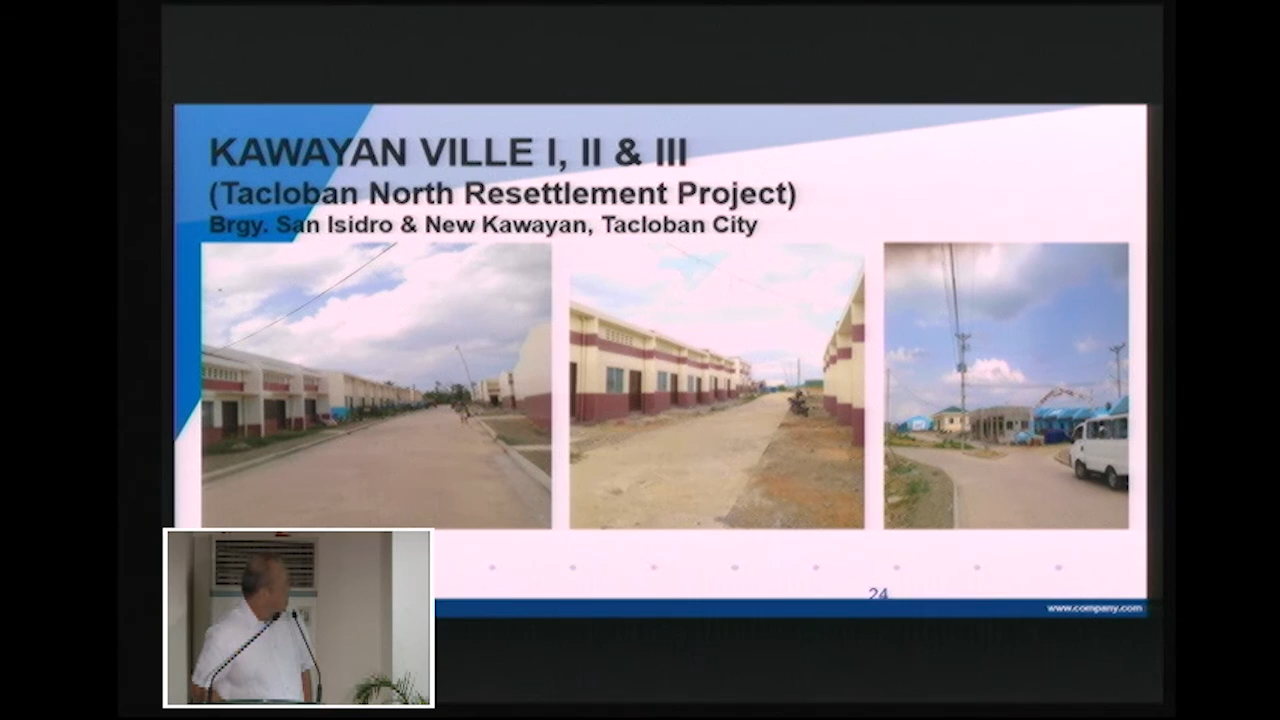 KAWAYAN VILLE I, II & III
(Tacloban North Resettlement Project)
Brgy. San Isidro & New Kawayan, Tacloban City
24
www.company.com